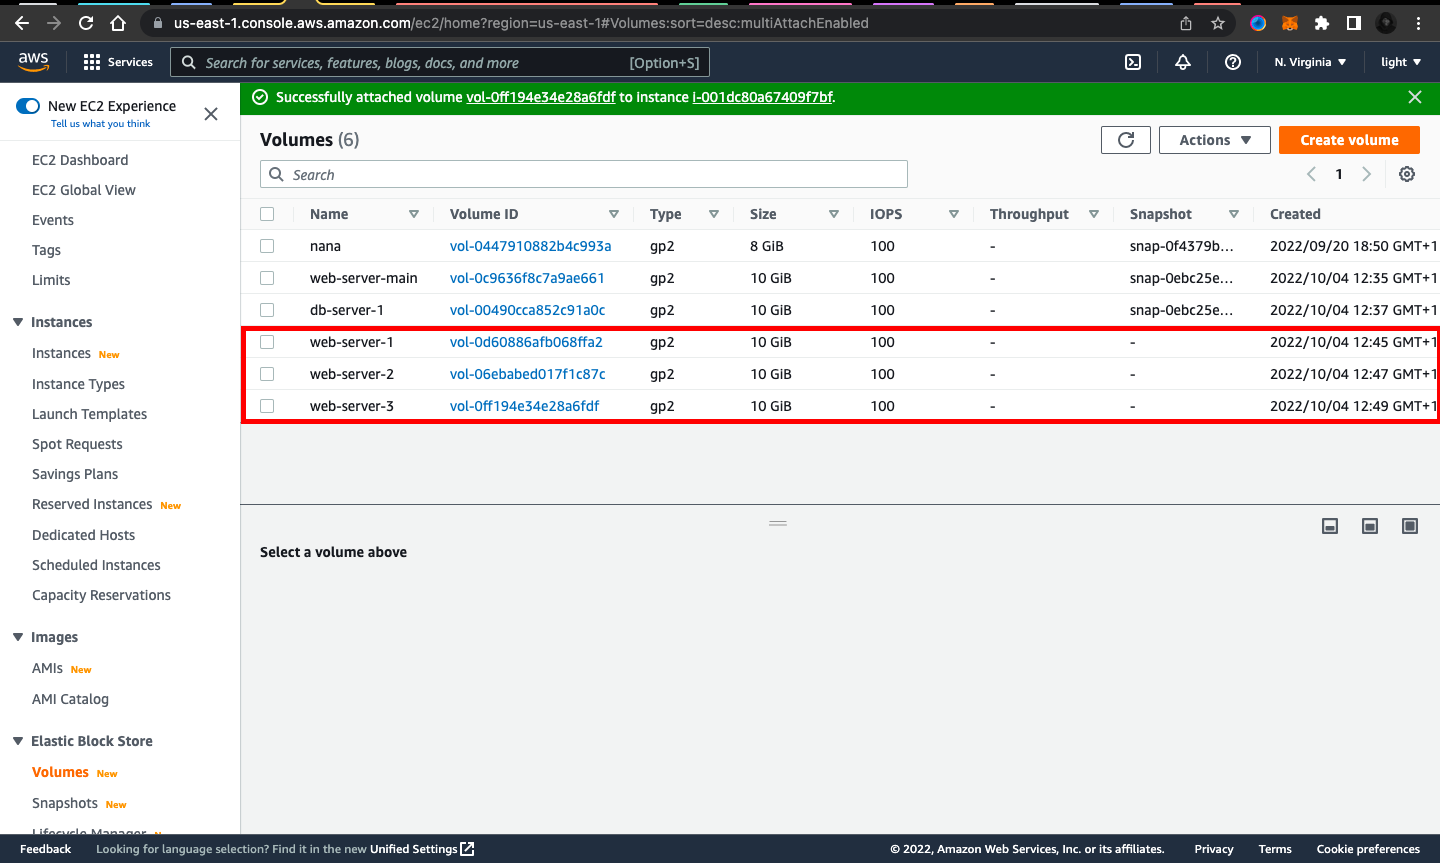 us-east-1.console.aws.amazon.com/ec2/home?region=us-east-1#Volumes:sort=desc:multiAttachEnabled
aws Services Search for services, features, blogs, docs, and more [Option+S] N. Virginia ▼ light ▼
New EC2 Experience
Tell us what you think
EC2 Dashboard
EC2 Global View
Events
Tags
Limits
Instances
Instances New
Instance Types
Launch Templates
Spot Requests
Savings Plans
Reserved Instances New
Dedicated Hosts
Scheduled Instances
Capacity Reservations
Images
AMIs New
AMI Catalog
Elastic Block Store
Volumes New
Snapshots New
Lifecycle Manager
Successfully attached volume vol-0ff194e34e28a6fdf to instance i-001dc80a67409f7bf.
Volumes (6) Actions ▼ Create volume
Search 1
Name Volume ID Type Size IOPS Throughput Snapshot Created
nana vol-0447910882b4c993a gp2 8 GiB 100 - snap-0f4379b... 2022/09/20 18:50 GMT+1
web-server-main vol-0c9636f8c7a9ae661 gp2 10 GiB 100 - snap-0ebc25e... 2022/10/04 12:35 GMT+1
db-server-1 vol-00490cca852c91a0c gp2 10 GiB 100 - snap-0ebc25e... 2022/10/04 12:37 GMT+1
web-server-1 vol-0d60886afb068ffa2 gp2 10 GiB 100 - - 2022/10/04 12:45 GMT+1
web-server-2 vol-06ebabed017f1c87c gp2 10 GiB 100 - - 2022/10/04 12:47 GMT+1
web-server-3 vol-0ff194e34e28a6fdf gp2 10 GiB 100 - - 2022/10/04 12:49 GMT+1
Select a volume above
Feedback Looking for language selection? Find it in the new Unified Settings © 2022, Amazon Web Services, Inc. or its affiliates. Privacy Terms Cookie preferences